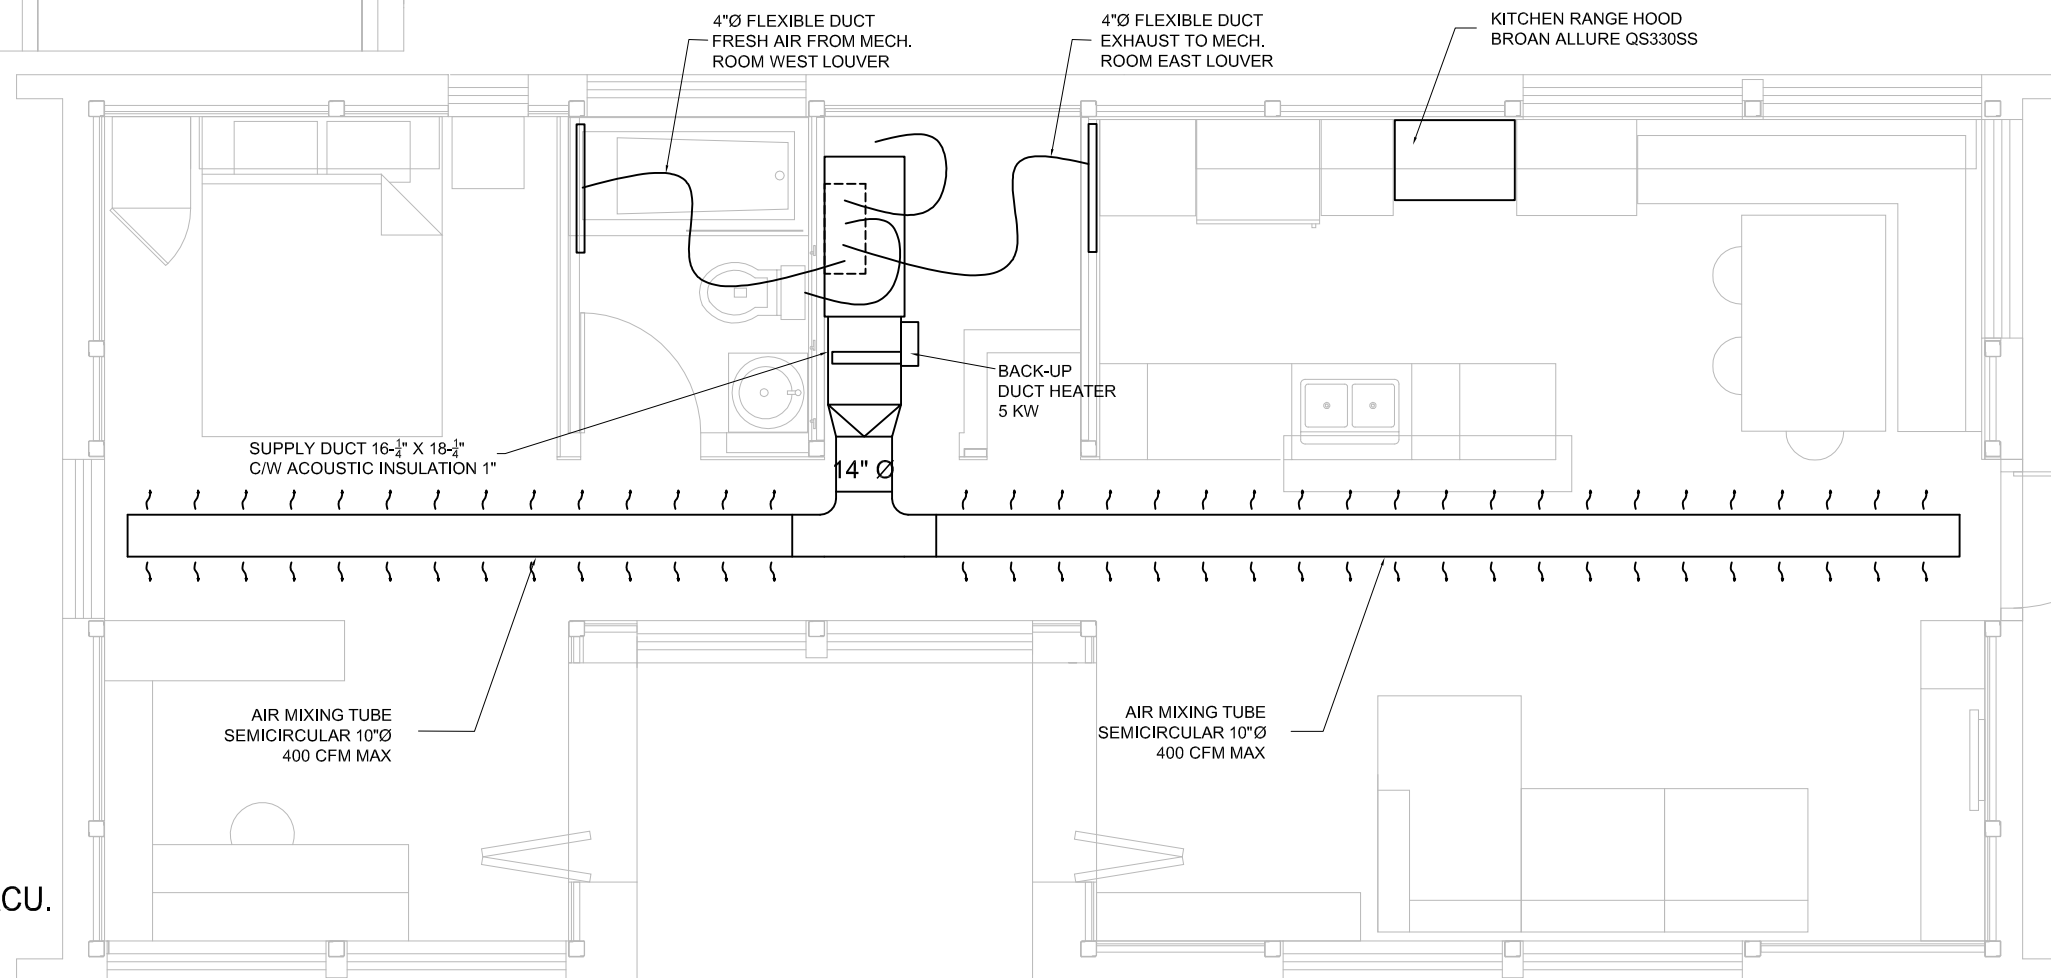 4"Ø FLEXIBLE DUCT
FRESH AIR FROM MECH.
ROOM WEST LOUVER
4"Ø FLEXIBLE DUCT
EXHAUST TO MECH.
ROOM EAST LOUVER
KITCHEN RANGE HOOD
BROAN ALLURE QS330SS
BACK-UP
DUCT HEATER
5 KW
SUPPLY DUCT 16-1/4" X 18-1/4"
C/W ACOUSTIC INSULATION 1"
14" Ø
AIR MIXING TUBE
SEMICIRCULAR 10"Ø
400 CFM MAX
AIR MIXING TUBE
SEMICIRCULAR 10"Ø
400 CFM MAX
CU.